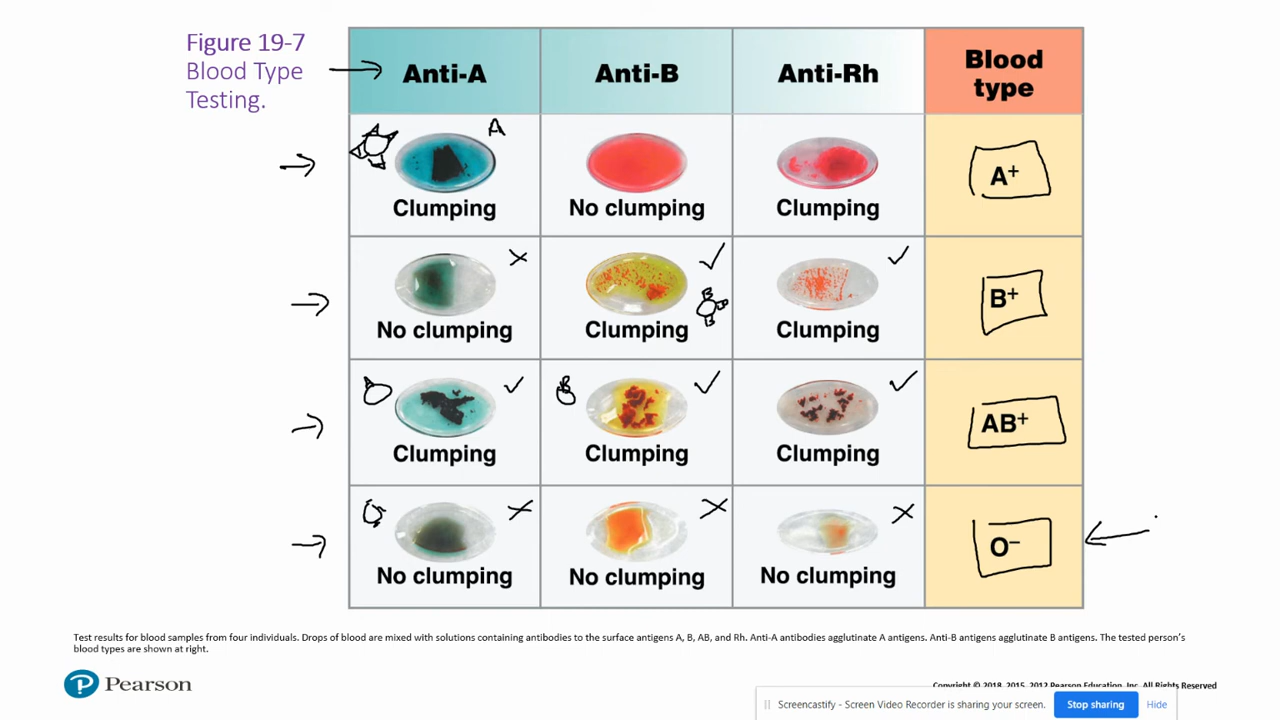 Figure 19-7
Blood Type
Testing.
Anti-A
Anti-B
Anti-Rh
Blood
type
A
Clumping
No clumping
Clumping
A+
No clumping
B
B
Clumping
Clumping
B+
Clumping
B
Clumping
Clumping
AB+
No clumping
No clumping
No clumping
O−
Test results for blood samples from four individuals. Drops of blood are mixed with solutions containing antibodies to the surface antigens A, B, AB, and Rh. Anti-A antibodies agglutinate A antigens. Anti-B antigens agglutinate B antigens. The tested person’s
blood types are shown at right.
Pearson
Copyright © 2018, 2015, 2012 Pearson Education, Inc. All Rights Reserved
Screencastify - Screen Video Recorder is sharing your screen.
Stop sharing
Hide